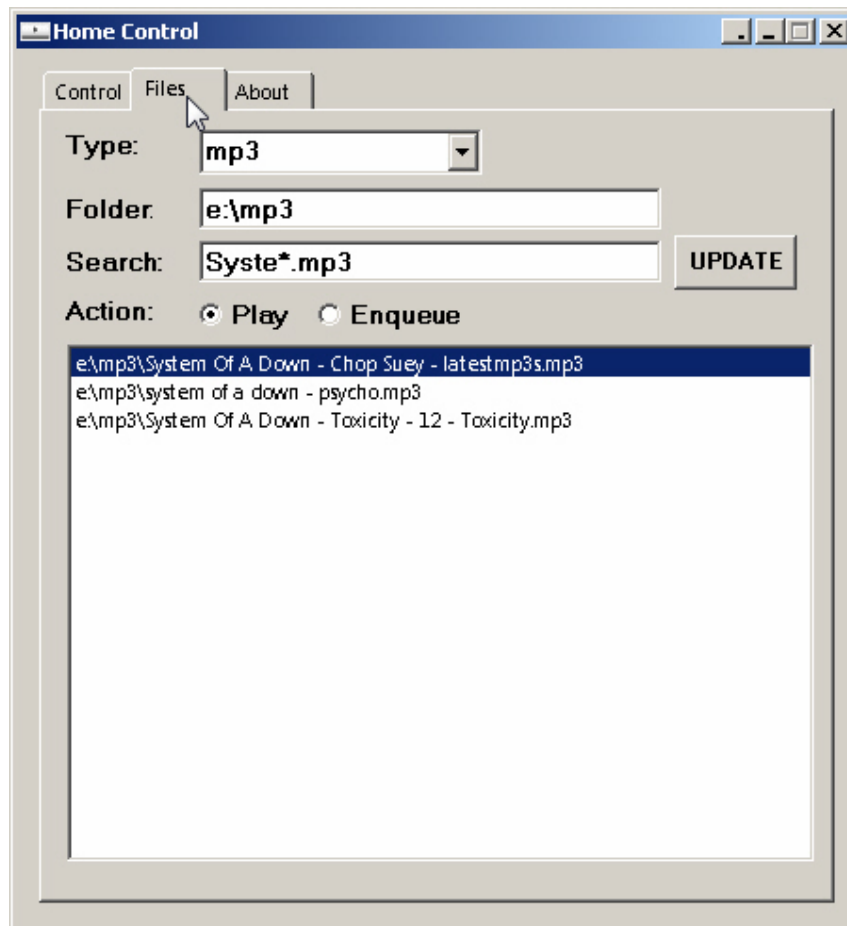 Home Control
Control Files About
Type: mp3
Folder: e:\mp3
Search: Syste*.mp3 UPDATE
Action: Play Enqueue
e:\mp3\System Of A Down - Chop Suey - latestmp3s.mp3
e:\mp3\system of a down - psycho.mp3
e:\mp3\System Of A Down - Toxicity - 12 - Toxicity.mp3